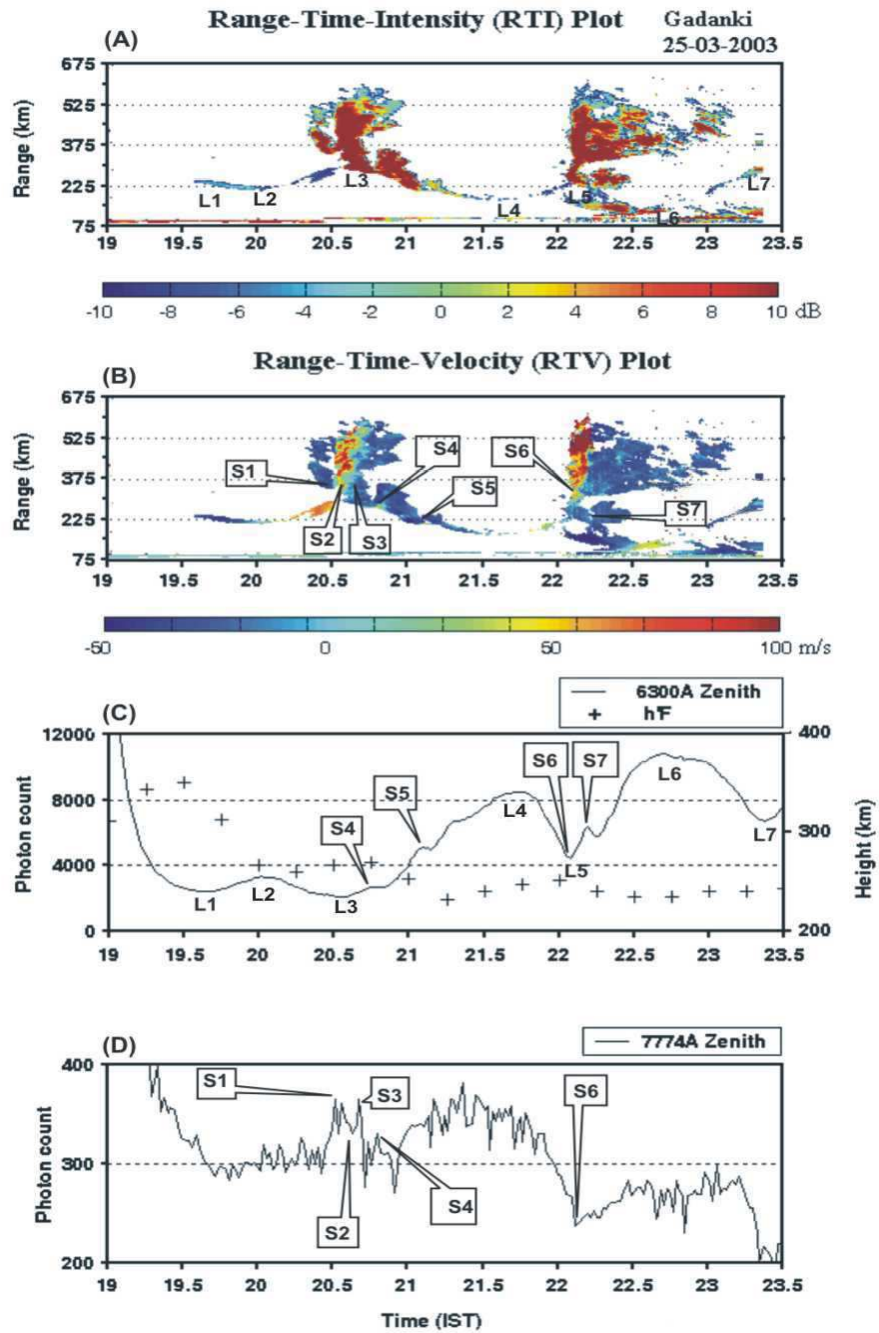 Range-Time-Intensity (RTI) Plot
Gadanki
25-03-2003
(A)
Range (km)
675
525
375
225
75
L1 L2 L3 L4 L5 L6 L7
19 19.5 20 20.5 21 21.5 22 22.5 23 23.5
-10 -8 -6 -4 -2 0 2 4 6 8 10 dB
Range-Time-Velocity (RTV) Plot
(B)
Range (km)
675
525
375
225
75
S1 S2 S3 S4 S5 S6 S7
19 19.5 20 20.5 21 21.5 22 22.5 23 23.5
-50 0 50 100 m/s
(C)
6300A Zenith
+ h'F
Photon count
12000
8000
4000
0
400
300
200
Height (km)
S4 S5 S6 S7
L1 L2 L3 L4 L5 L6 L7
19 19.5 20 20.5 21 21.5 22 22.5 23 23.5
(D)
7774A Zenith
Photon count
400
300
200
S1 S2 S3 S4 S6
19 19.5 20 20.5 21 21.5 22 22.5 23 23.5
Time (IST)